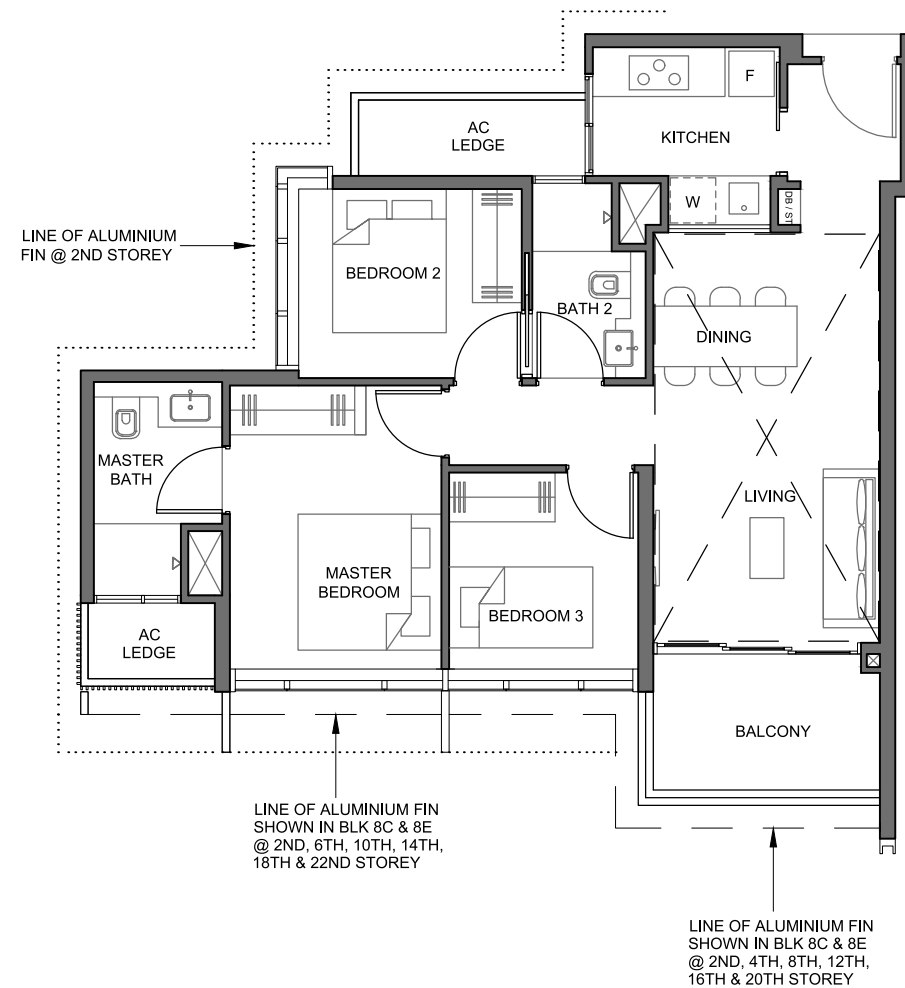 F
AC
LEDGE
KITCHEN
W
DB / ST
LINE OF ALUMINIUM
FIN @ 2ND STOREY
BEDROOM 2
BATH 2
DINING
MASTER
BATH
LIVING
MASTER
BEDROOM
BEDROOM 3
AC
LEDGE
BALCONY
LINE OF ALUMINIUM FIN
SHOWN IN BLK 8C & 8E
@ 2ND, 6TH, 10TH, 14TH,
18TH & 22ND STOREY
LINE OF ALUMINIUM FIN
SHOWN IN BLK 8C & 8E
@ 2ND, 4TH, 8TH, 12TH,
16TH & 20TH STOREY